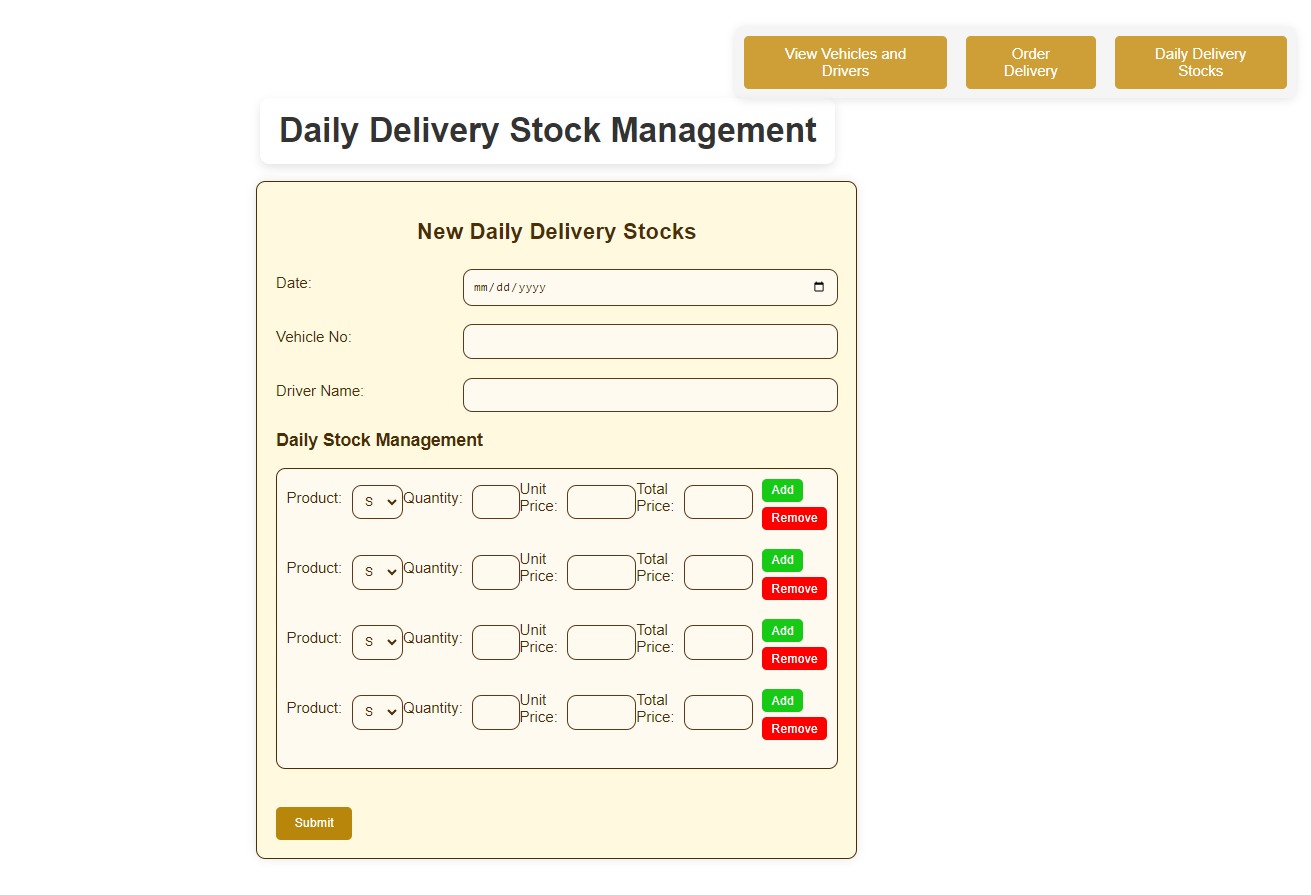 View Vehicles and
Drivers
Order
Delivery
Daily Delivery
Stocks
Daily Delivery Stock Management
New Daily Delivery Stocks
Date:
mm/dd/yyyy
Vehicle No:
Driver Name:
Daily Stock Management
Product: S Quantity: Unit Price: Total Price: Add
Remove
Product: S Quantity: Unit Price: Total Price: Add
Remove
Product: S Quantity: Unit Price: Total Price: Add
Remove
Product: S Quantity: Unit Price: Total Price: Add
Remove
Submit